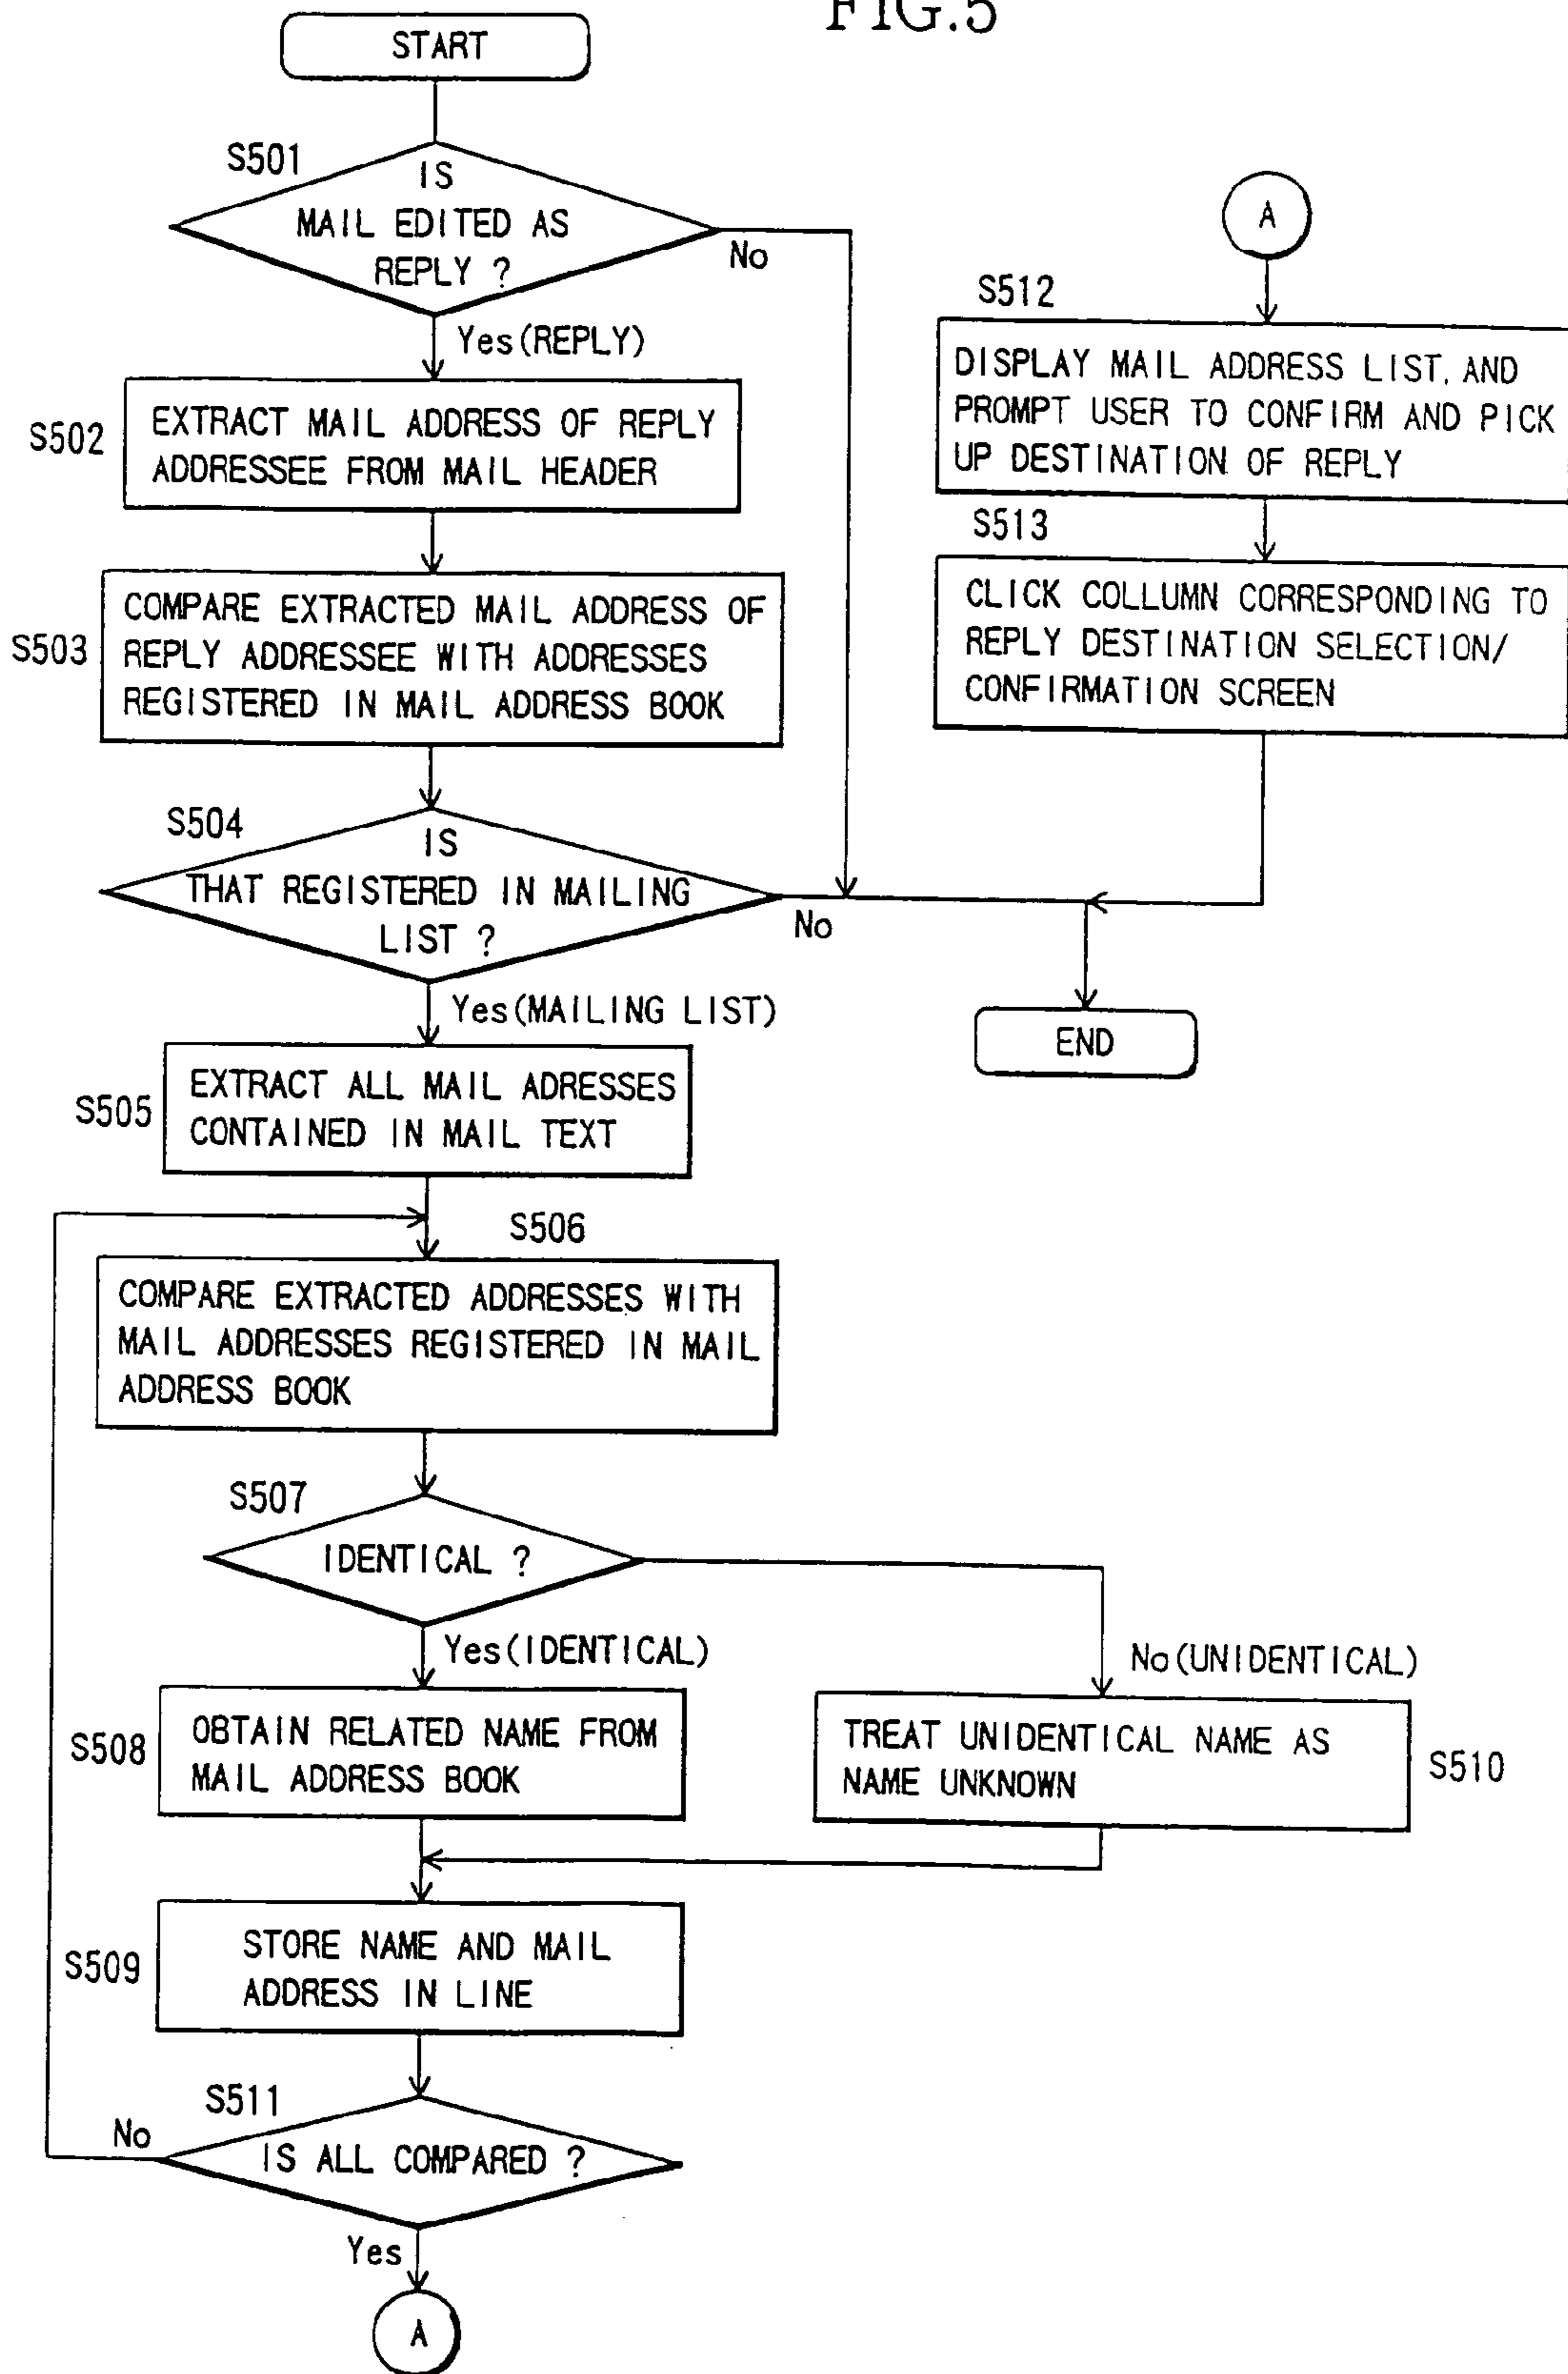 FIG.5
START
S501
IS
MAIL EDITED AS
REPLY ?
No
Yes(REPLY)
S502
EXTRACT MAIL ADDRESS OF REPLY
ADDRESSEE FROM MAIL HEADER
S503
COMPARE EXTRACTED MAIL ADDRESS OF
REPLY ADDRESSEE WITH ADDRESSES
REGISTERED IN MAIL ADDRESS BOOK
S504
IS
THAT REGISTERED IN MAILING
LIST ?
No
Yes(MAILING LIST)
S505
EXTRACT ALL MAIL ADRESSES
CONTAINED IN MAIL TEXT
S506
COMPARE EXTRACTED ADDRESSES WITH
MAIL ADDRESSES REGISTERED IN MAIL
ADDRESS BOOK
S507
IDENTICAL ?
Yes(IDENTICAL)
No(UNIDENTICAL)
S508
OBTAIN RELATED NAME FROM
MAIL ADDRESS BOOK
TREAT UNIDENTICAL NAME AS
NAME UNKNOWN
S510
S509
STORE NAME AND MAIL
ADDRESS IN LINE
S511
No
IS ALL COMPARED ?
Yes
A
A
S512
DISPLAY MAIL ADDRESS LIST, AND
PROMPT USER TO CONFIRM AND PICK
UP DESTINATION OF REPLY
S513
CLICK COLLUMN CORRESPONDING TO
REPLY DESTINATION SELECTION/
CONFIRMATION SCREEN
END